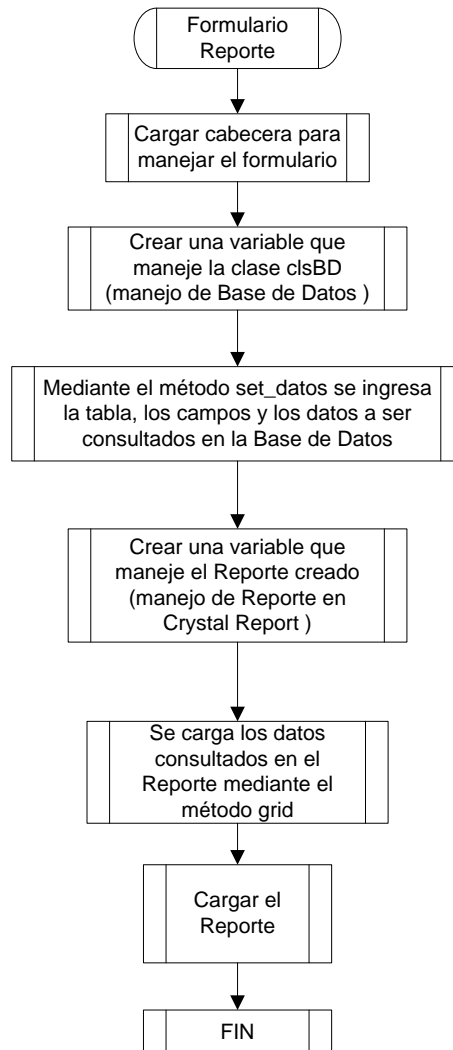 Formulario
Reporte
Cargar cabecera para
manejar el formulario
Crear una variable que
maneje la clase clsBD
(manejo de Base de Datos )
Mediante el método set_datos se ingresa
la tabla, los campos y los datos a ser
consultados en la Base de Datos
Crear una variable que
maneje el Reporte creado
(manejo de Reporte en
Crystal Report )
Se carga los datos
consultados en el
Reporte mediante el
método grid
Cargar el
Reporte
FIN